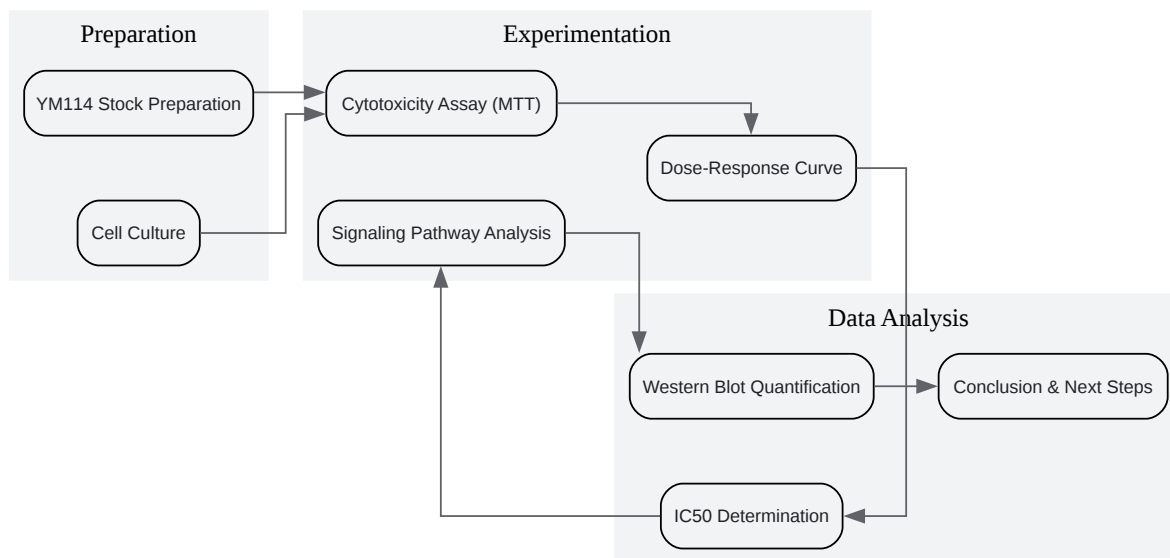 Preparation
YM114 Stock Preparation
Cell Culture
Experimentation
Cytotoxicity Assay (MTT)
Dose-Response Curve
Signaling Pathway Analysis
Data Analysis
Western Blot Quantification
Conclusion & Next Steps
IC50 Determination